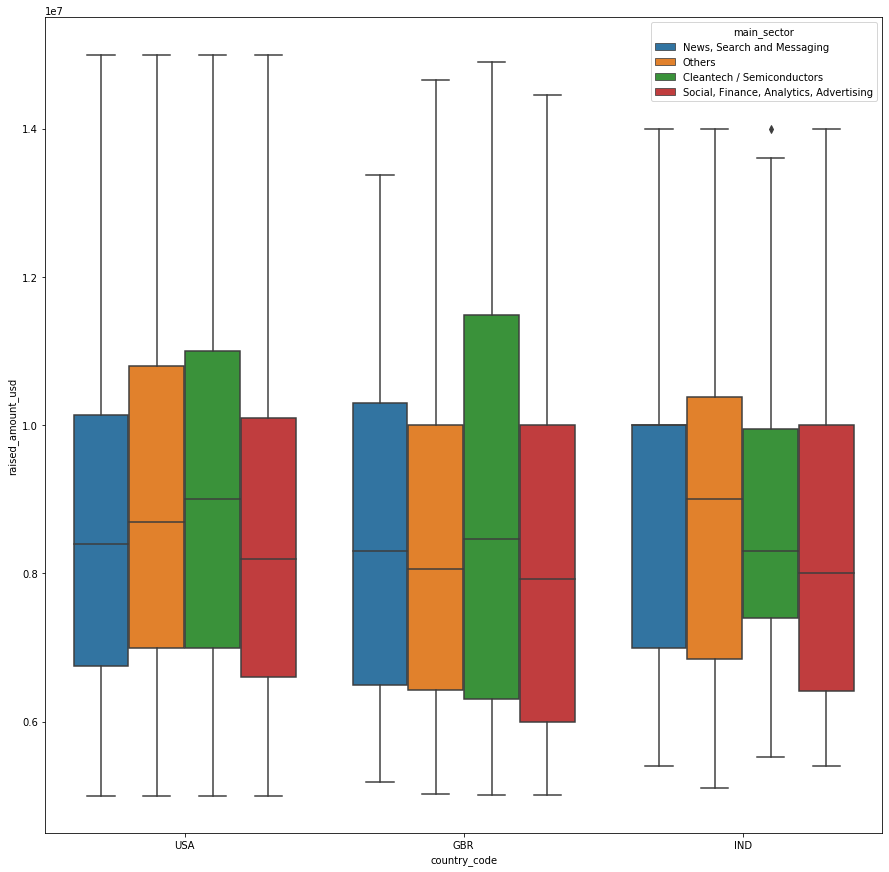 1e7
main_sector
News, Search and Messaging
Others
Cleantech / Semiconductors
Social, Finance, Analytics, Advertising
1.4
1.2
1.0
0.8
0.6
raised_amount_usd
USA GBR IND
country_code